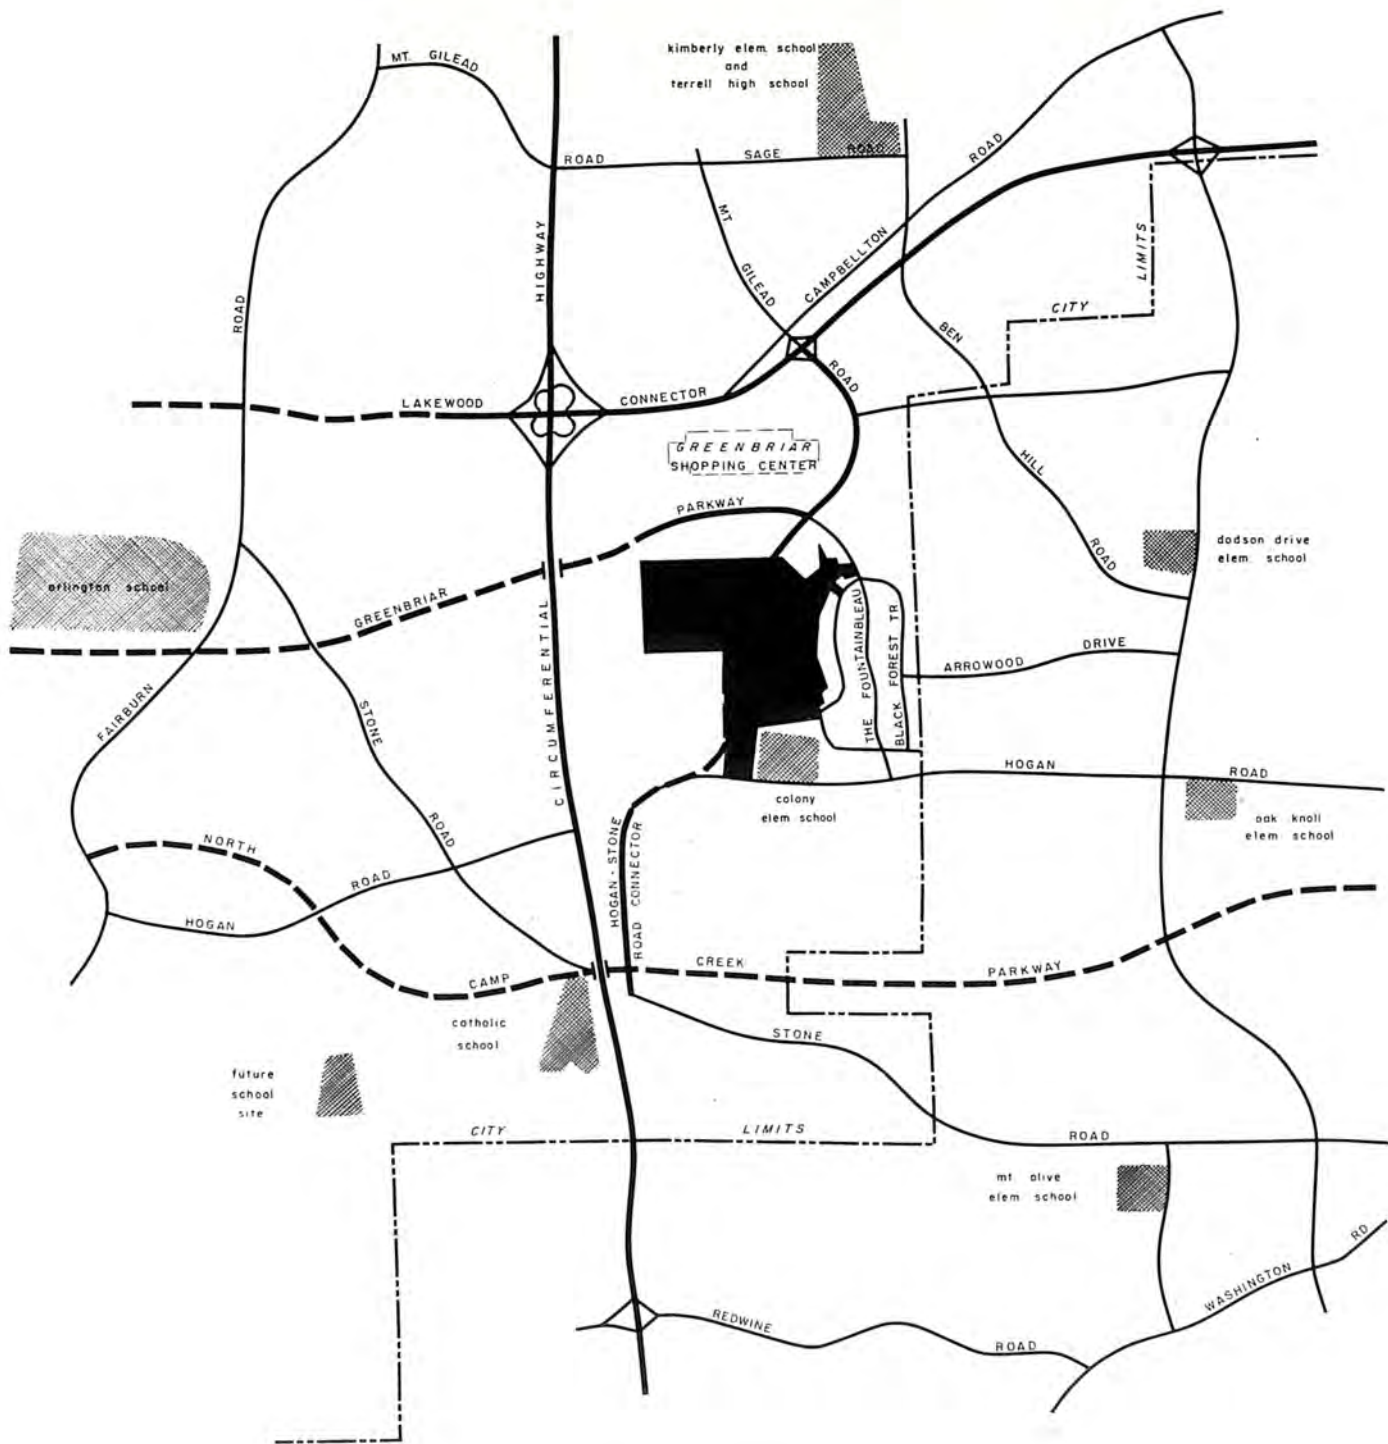 kimberly elem. school
and
terrell high school
MT. GILEAD
ROAD
SAGE
ROAD
ROAD
MT
GILEAD
CAMPBELLTON
ROAD
HIGHWAY
ROAD
LIMITS
CITY
BEN
HILL
ROAD
LAKEWOOD
CONNECTOR
GREENBRIAR
SHOPPING CENTER
PARKWAY
GREENBRIAR
arlington school
dodson drive
elem. school
FAIRBURN
STONE
ROAD
CIRCUMFERENTIAL
THE FOUNTAINBLEAU
BLACK FOREST TR.
ARROWOOD
DRIVE
HOGAN
ROAD
colony
elem. school
oak knoll
elem. school
NORTH
ROAD
HOGAN
HOGAN - STONE
ROAD CONNECTOR
CAMP
CREEK
PARKWAY
catholic
school
STONE
future
school
site
CITY
LIMITS
ROAD
mt. olive
elem. school
REDWINE
ROAD
WASHINGTON
RD